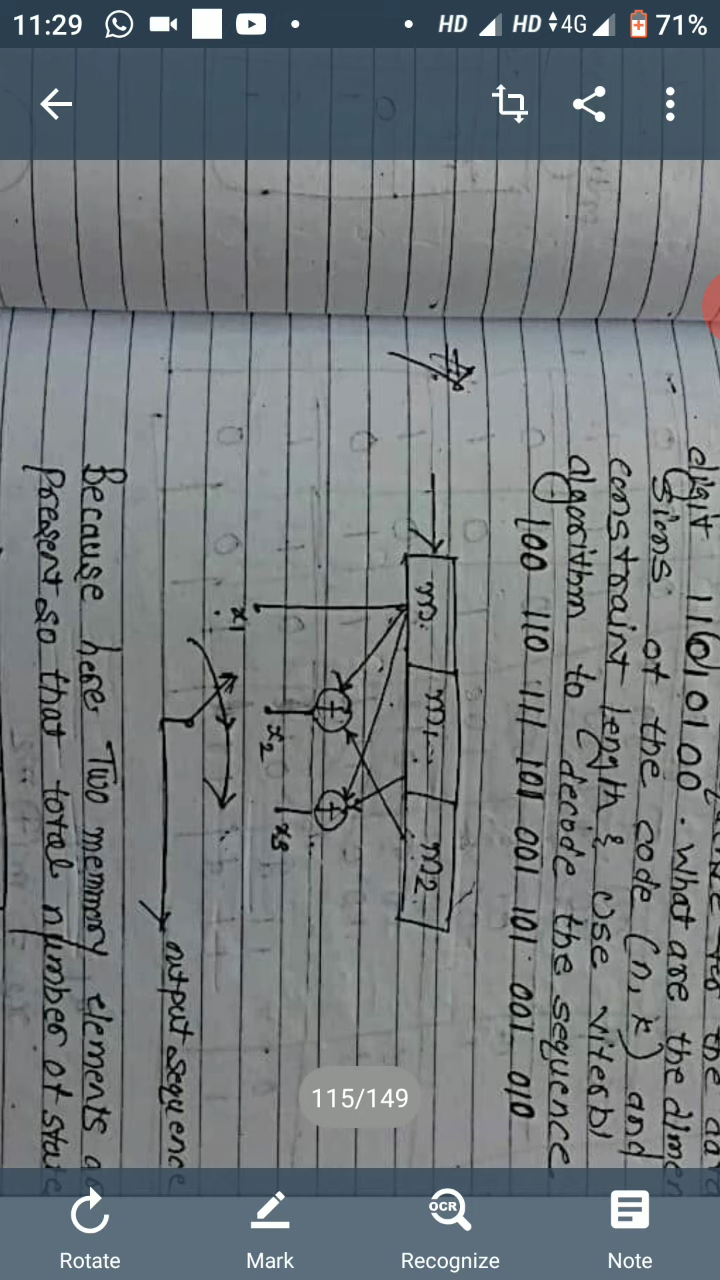 11:29
HD
HD
4G
71%
digit 11010100. What are the dimen
sions of the code (n, k) and
constraint length & Use viterbi
algorithm to decode the sequence
100 110 111 101 001 101 001 010
m
m1
m2
x1
x2
x3
output sequence
Because here Two memmory elements
Present so that total number of state
115/149
Rotate
Mark
OCR
Recognize
Note